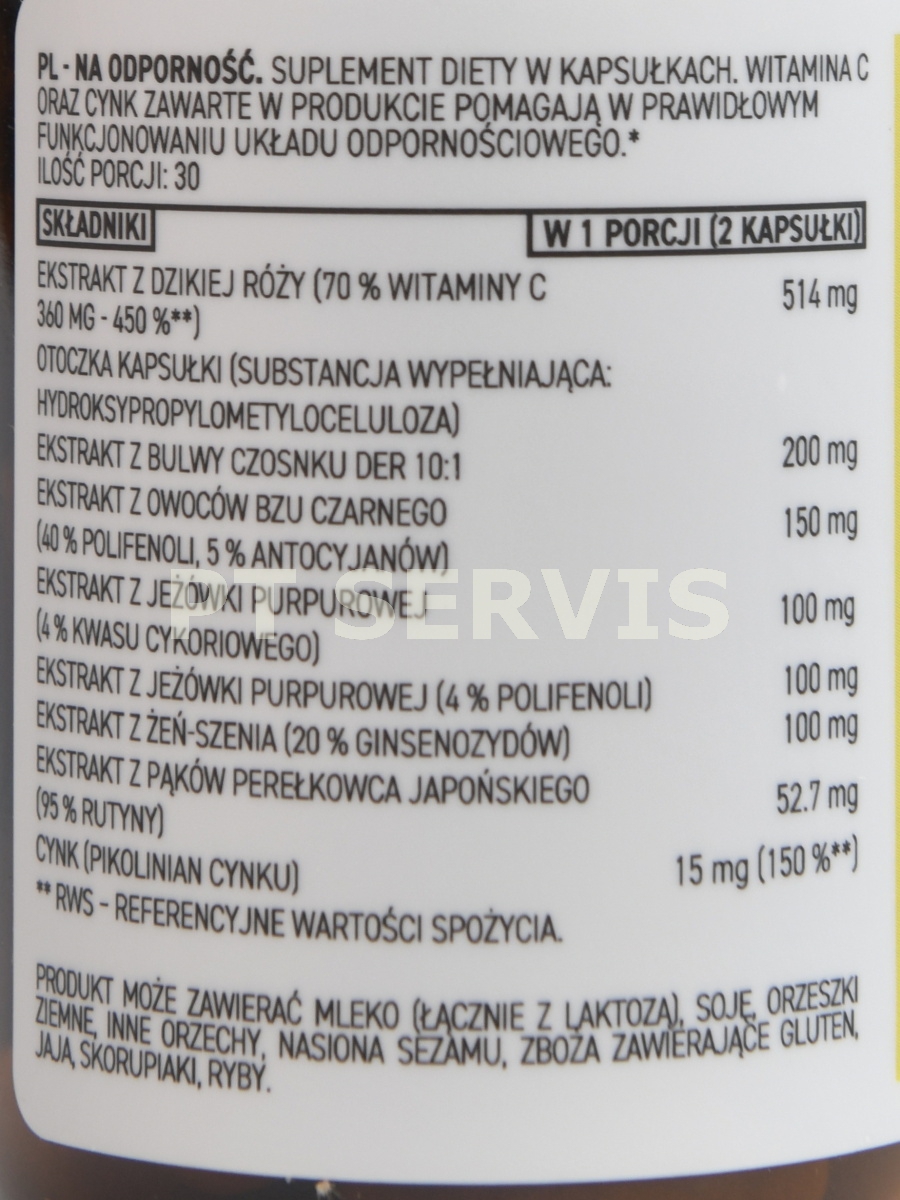 PL - NA ODPORNOŚĆ. SUPLEMENT DIETY W KAPSUŁKACH. WITAMINA C
ORAZ CYNK ZAWARTE W PRODUKCIE POMAGAJĄ W PRAWIDŁOWYM
FUNKCJONOWANIU UKŁADU ODPORNOŚCIOWEGO.*
ILOŚĆ PORCJI: 30
SKŁADNIKI W 1 PORCJI (2 KAPSUŁKI)
EKSTRAKT Z DZIKIEJ RÓŻY (70 % WITAMINY C 514 mg
360 MG - 450 %**)
OTOCZKA KAPSUŁKI (SUBSTANCJA WYPEŁNIAJĄCA:
HYDROKSYPROPYLOMETYLOCELULOZA)
EKSTRAKT Z BULWY CZOSNKU DER 10:1 200 mg
EKSTRAKT Z OWOCÓW BZU CZARNEGO 150 mg
(40 % POLIFENOLI, 5 % ANTOCYJANÓW)
EKSTRAKT Z JEŻÓWKI PURPUROWEJ 100 mg
PT SERVIS
(4 % KWASU CYKORIOWEGO)
EKSTRAKT Z JEŻÓWKI PURPUROWEJ (4 % POLIFENOLI) 100 mg
EKSTRAKT Z ŻEŃ-SZENIA (20 % GINSENOZYDÓW) 100 mg
EKSTRAKT Z PĄKÓW PEREŁKOWCA JAPOŃSKIEGO 52.7 mg
(95 % RUTYNY)
CYNK (PIKOLINIAN CYNKU) 15 mg (150 %**)
** RWS - REFERENCYJNE WARTOŚCI SPOŻYCIA.
PRODUKT MOŻE ZAWIERAĆ MLEKO (ŁĄCZNIE Z LAKTOZĄ), SOJĘ, ORZESZKI
ZIEMNE, INNE ORZECHY, NASIONA SEZAMU, ZBOŻA ZAWIERAJĄCE GLUTEN,
JAJA, SKORUPIAKI, RYBY.